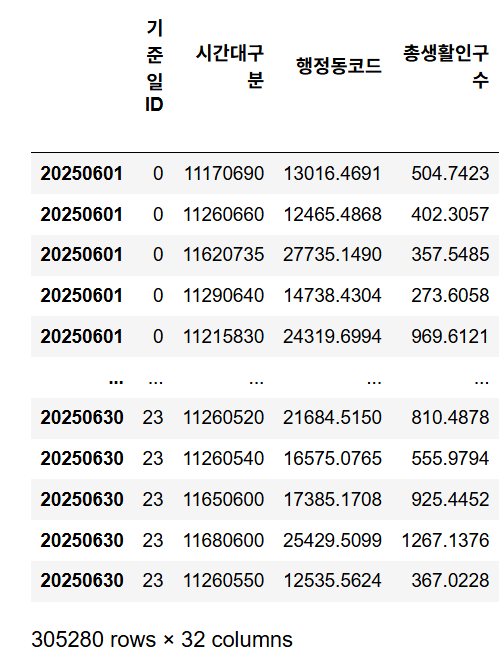 기
준
일
ID
시간대구
분
행정동코드
총생활인구
수
20250601 0 11170690 13016.4691 504.7423
20250601 0 11260660 12465.4868 402.3057
20250601 0 11620735 27735.1490 357.5485
20250601 0 11290640 14738.4304 273.6058
20250601 0 11215830 24319.6994 969.6121
... ... ... ... ...
20250630 23 11260520 21684.5150 810.4878
20250630 23 11260540 16575.0765 555.9794
20250630 23 11650600 17385.1708 925.4452
20250630 23 11680600 25429.5099 1267.1376
20250630 23 11260550 12535.5624 367.0228
305280 rows × 32 columns